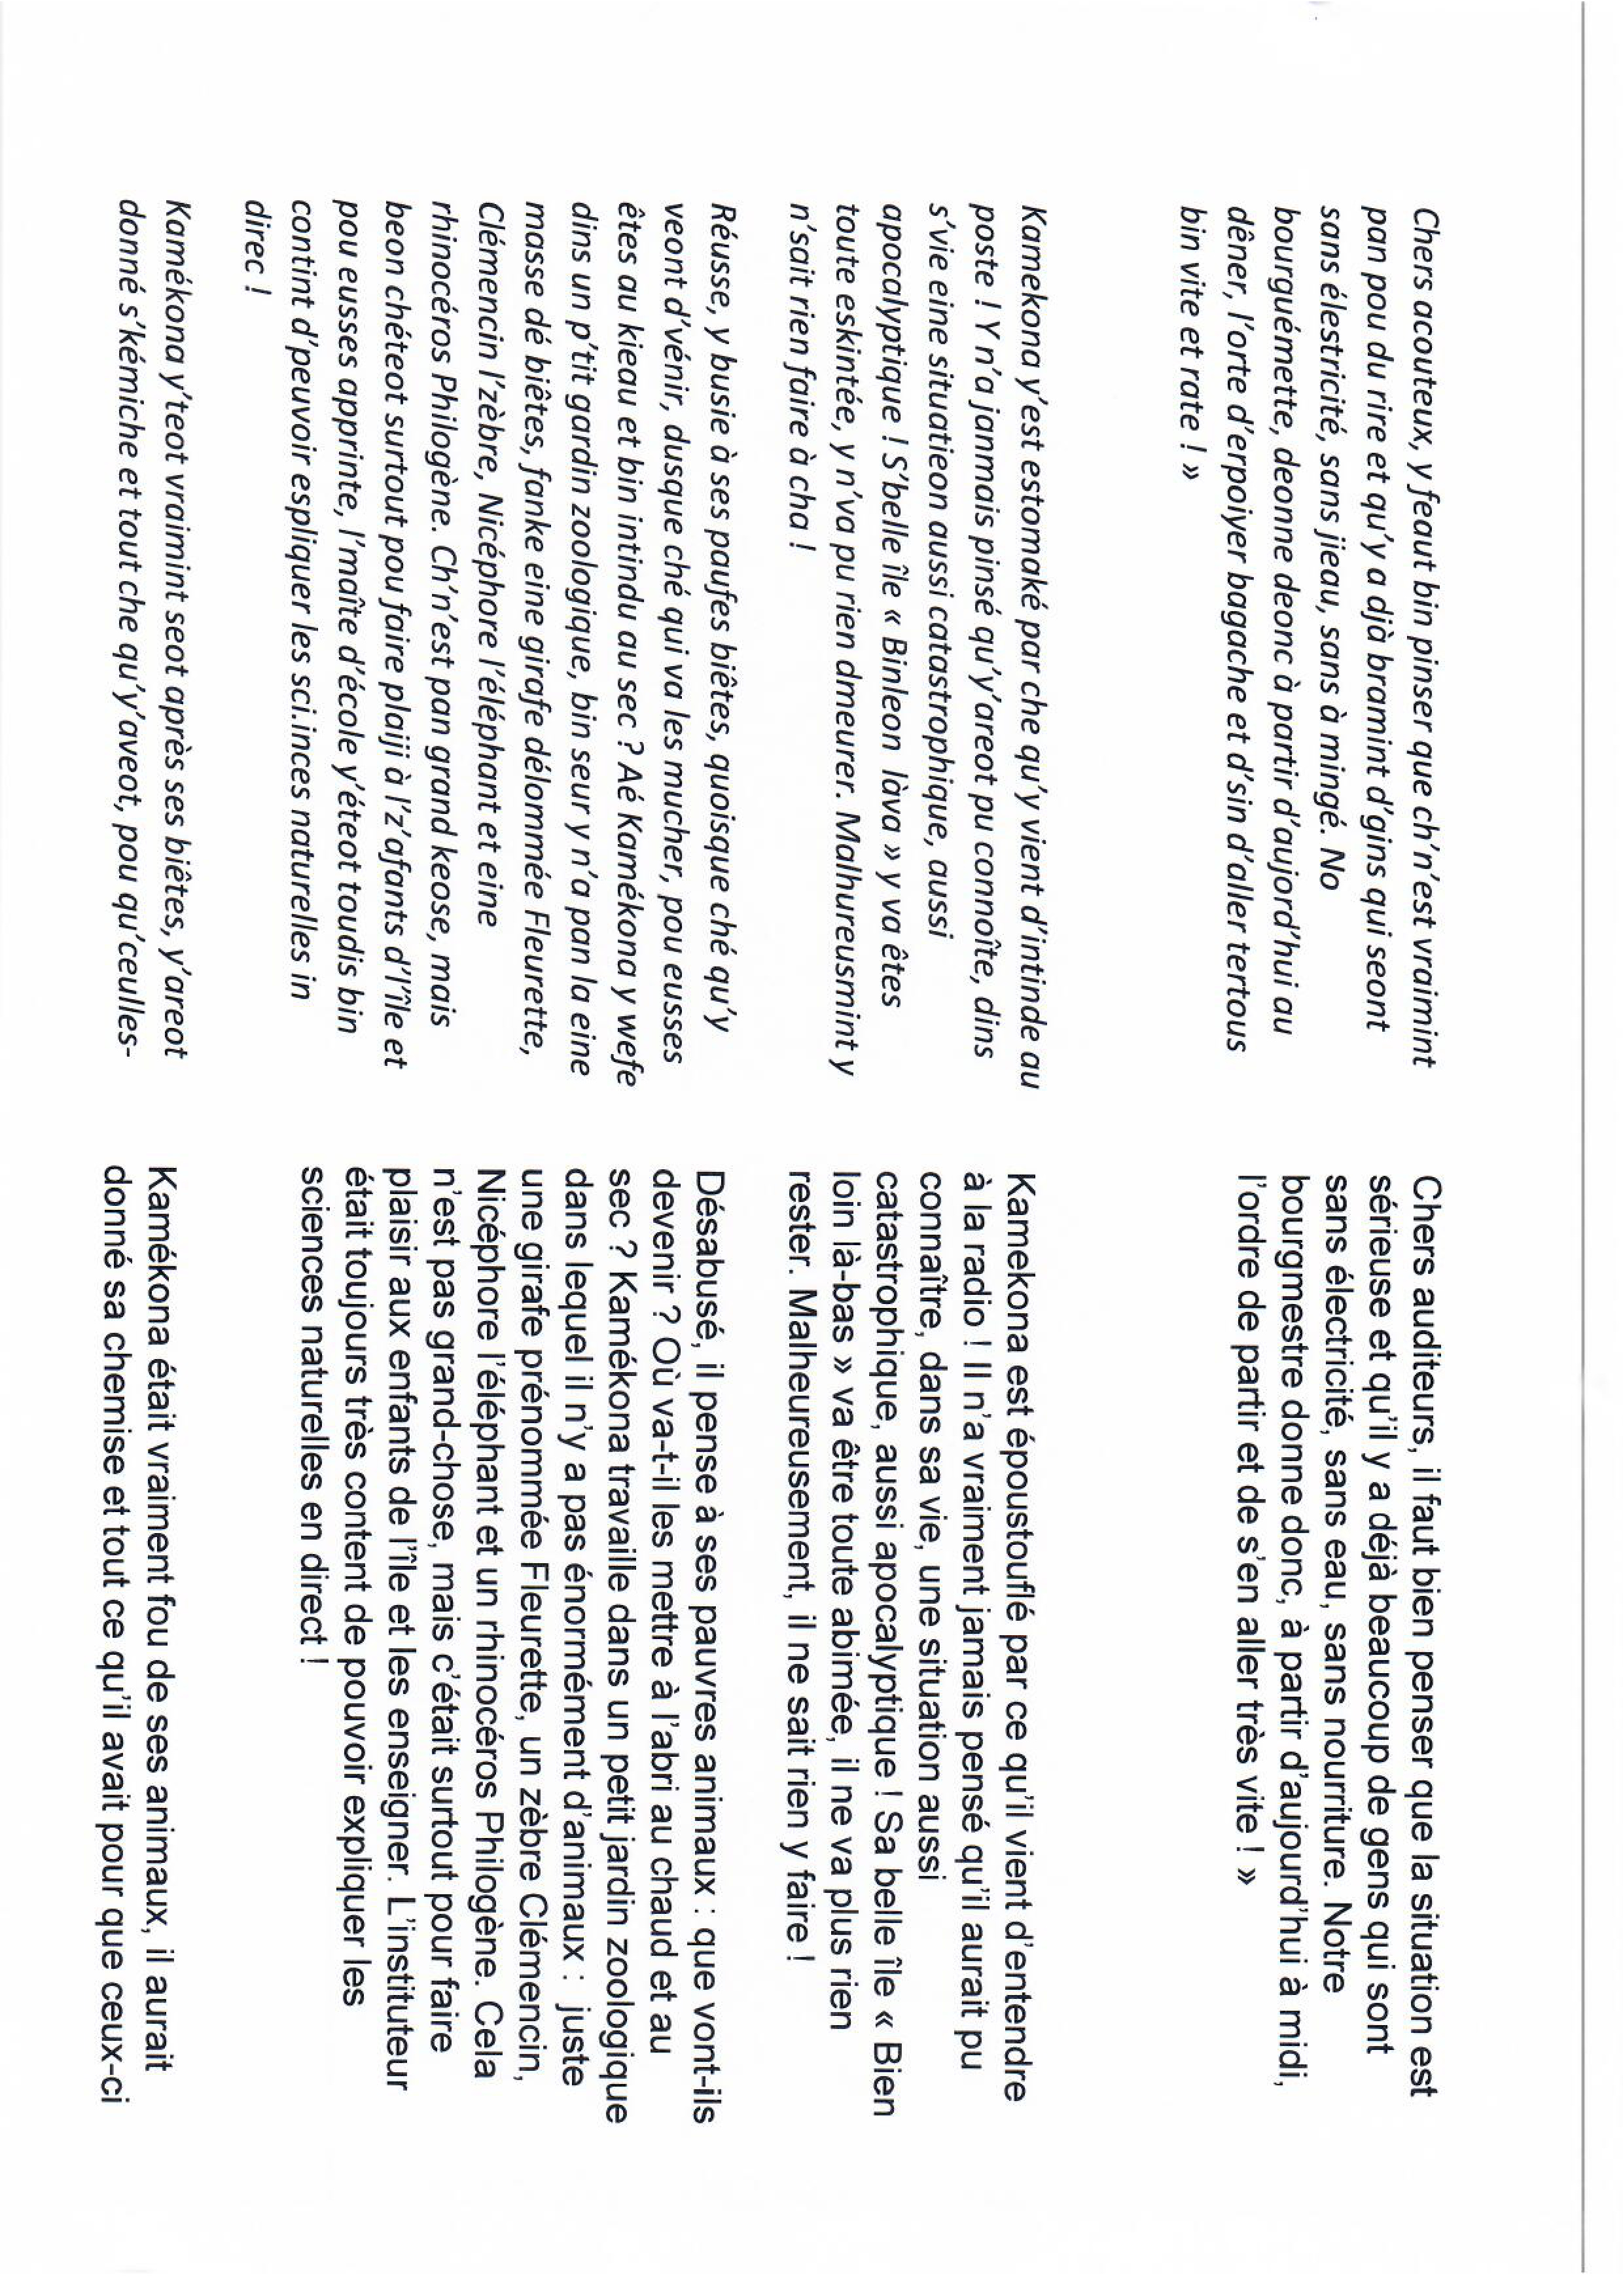 Chers acouteux, y feaut bin pinser que ch'n'est vraimint
pan pou du rire et qu'y a djà bramint d'gins qui seont
sans élestricité, sans jieau, sans à mingé. No
bourguémette, deonne deonc à partir d'aujord'hui au
dêner, l'orte d'erpoiyer bagache et d'sin d'aller tertous
bin vite et rate ! »
Kamekona y'est estomaké par che qu'y vient d'intinde au
poste ! Y n'a janmais pinsé qu'y'areot pu connoîte, dins
s'vie eine situatieon aussi catastrophique, aussi
apocalyptique ! S'belle île « Binleon làva » y va êtes
toute eskintée, y n'va pu rien dmeurer. Malhureusmint y
n'sait rien faire à cha !
Réusse, y busie à ses paufes biêtes, quoisque ché qu'y
veont d'vénir, dusque ché qui va les mucher, pou eusses
êtes au kieau et bin intindu au sec ? Aé Kamékona y wefe
dins un p'tit gardin zoologique, bin seur y n'a pan la eine
masse dé biêtes, fanke eine girafe délommée Fleurette,
Clémencin l'zèbre, Nicéphore l'éléphant et eine
rhinocéros Philogène. Ch'n'est pan grand keose, mais
beon chéteot surtout pou faire plaiji à l'z'afants d'l'île et
pou eusses apprinte, l'maîte d'école y'éteot toudis bin
contint d'peuvoir espliquer les sci.inces naturelles in
direc !
Kamékona y'teot vraimint seot après ses biêtes, y'areot
donné s'kémiche et tout che qu'y'aveot, pou qu'ceulles-
Chers auditeurs, il faut bien penser que la situation est
sérieuse et qu'il y a déjà beaucoup de gens qui sont
sans électricité, sans eau, sans nourriture. Notre
bourgmestre donne donc, à partir d'aujourd'hui à midi,
l'ordre de partir et de s'en aller très vite ! »
Kamekona est époustouflé par ce qu'il vient d'entendre
à la radio ! Il n'a vraiment jamais pensé qu'il aurait pu
connaître, dans sa vie, une situation aussi
catastrophique, aussi apocalyptique ! Sa belle île « Bien
loin là-bas » va être toute abimée, il ne va plus rien
rester. Malheureusement, il ne sait rien y faire !
Désabusé, il pense à ses pauvres animaux : que vont-ils
devenir ? Où va-t-il les mettre à l'abri au chaud et au
sec ? Kamékona travaille dans un petit jardin zoologique
dans lequel il n'y a pas énormément d'animaux : juste
une girafe prénommée Fleurette, un zèbre Clémencin,
Nicéphore l'éléphant et un rhinocéros Philogène. Cela
n'est pas grand-chose, mais c'était surtout pour faire
plaisir aux enfants de l'île et les enseigner. L'instituteur
était toujours très content de pouvoir expliquer les
sciences naturelles en direct !
Kamékona était vraiment fou de ses animaux, il aurait
donné sa chemise et tout ce qu'il avait pour que ceux-ci